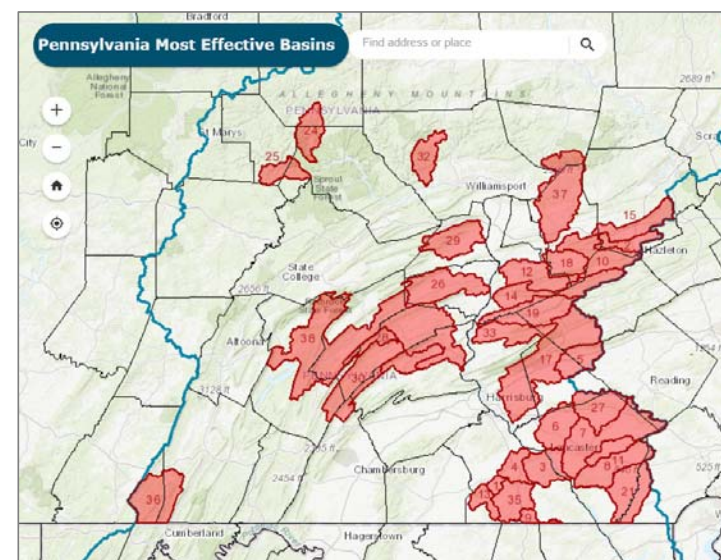 Bradford
Pennsylvania Most Effective Basins
Find address or place
Allegheny
National
Forest
2689 ft
ALLEGHENY MOUNTAINS
PENNSYLVANIA
+
St Marys
24
City
−
25
32
Sproul
State
Forest
Williamsport
37
15
29
Hazleton
State
College
12
18
10
26
14
2656 ft
19
33
Altoona
38
17
5
30
PENNSYLVANIA
3128 ft
Reading
Harrisburg
27
6
7
Lancaster
2454 ft
Chambersburg
4
3
8
11
525 ft
36
35
21
Cumberland
Hagerstown